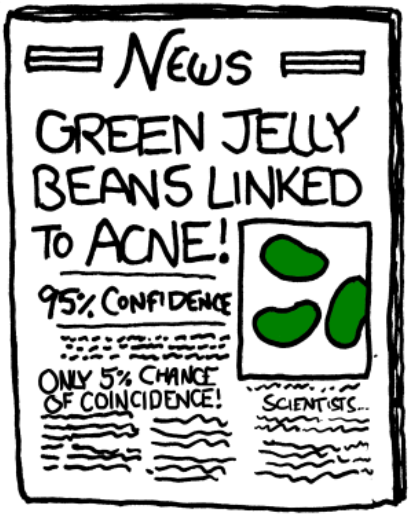 NEWS
GREEN JELLY
BEANS LINKED
TO ACNE!
95% CONFIDENCE
ONLY 5% CHANCE
OF COINCIDENCE!
SCIENTISTS...